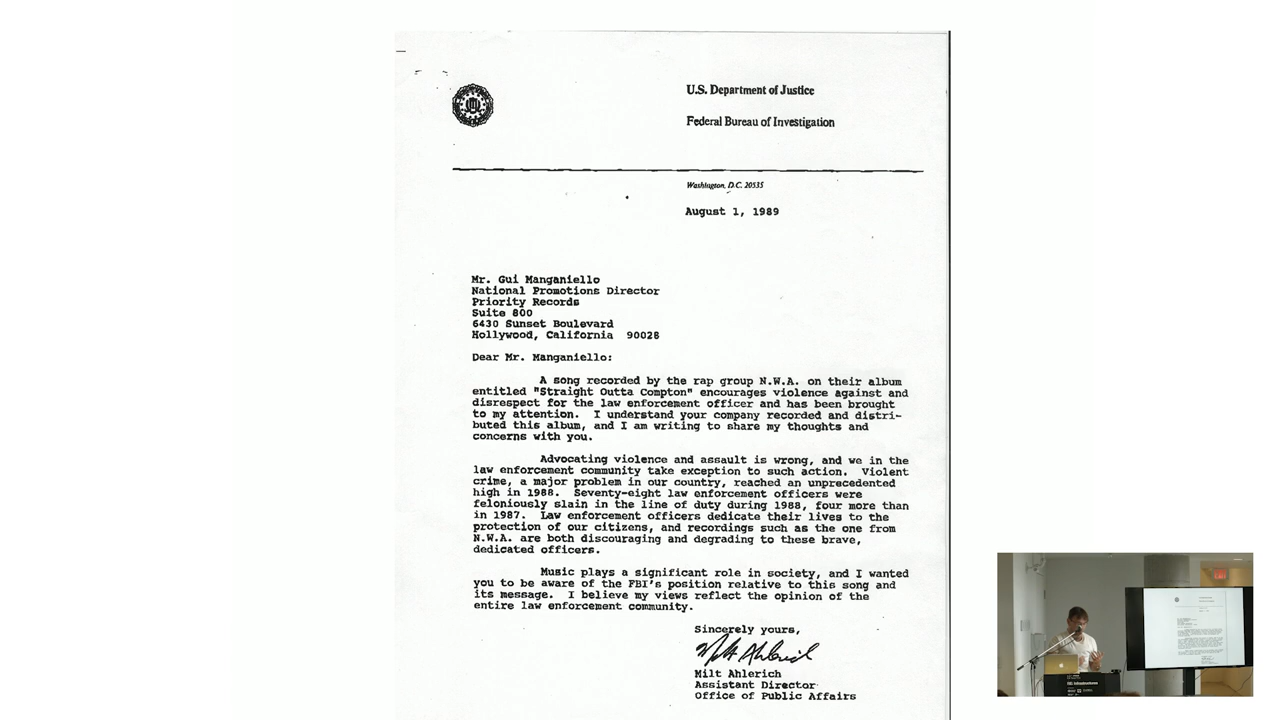 U.S. Department of Justice
Federal Bureau of Investigation
Washington, D.C. 20535
August 1, 1989
Mr. Gui Manganiello
National Promotions Director
Priority Records
Suite 800
6430 Sunset Boulevard
Hollywood, California 90028
Dear Mr. Manganiello:
A song recorded by the rap group N.W.A. on their album
entitled "Straight Outta Compton" encourages violence against and
disrespect for the law enforcement officer and has been brought
to my attention. I understand your company recorded and distri-
buted this album, and I am writing to share my thoughts and
concerns with you.
Advocating violence and assault is wrong, and we in the
law enforcement community take exception to such action. Violent
crime, a major problem in our country, reached an unprecedented
high in 1988. Seventy-eight law enforcement officers were
feloniously slain in the line of duty during 1988, four more than
in 1987. Law enforcement officers dedicate their lives to the
protection of our citizens, and recordings such as the one from
N.W.A. are both discouraging and degrading to these brave,
dedicated officers.
Music plays a significant role in society, and I wanted
you to be aware of the FBI's position relative to this song and
its message. I believe my views reflect the opinion of the
entire law enforcement community.
Sincerely yours,
Milt Ahlerich
Milt Ahlerich
Assistant Director
Office of Public Affairs